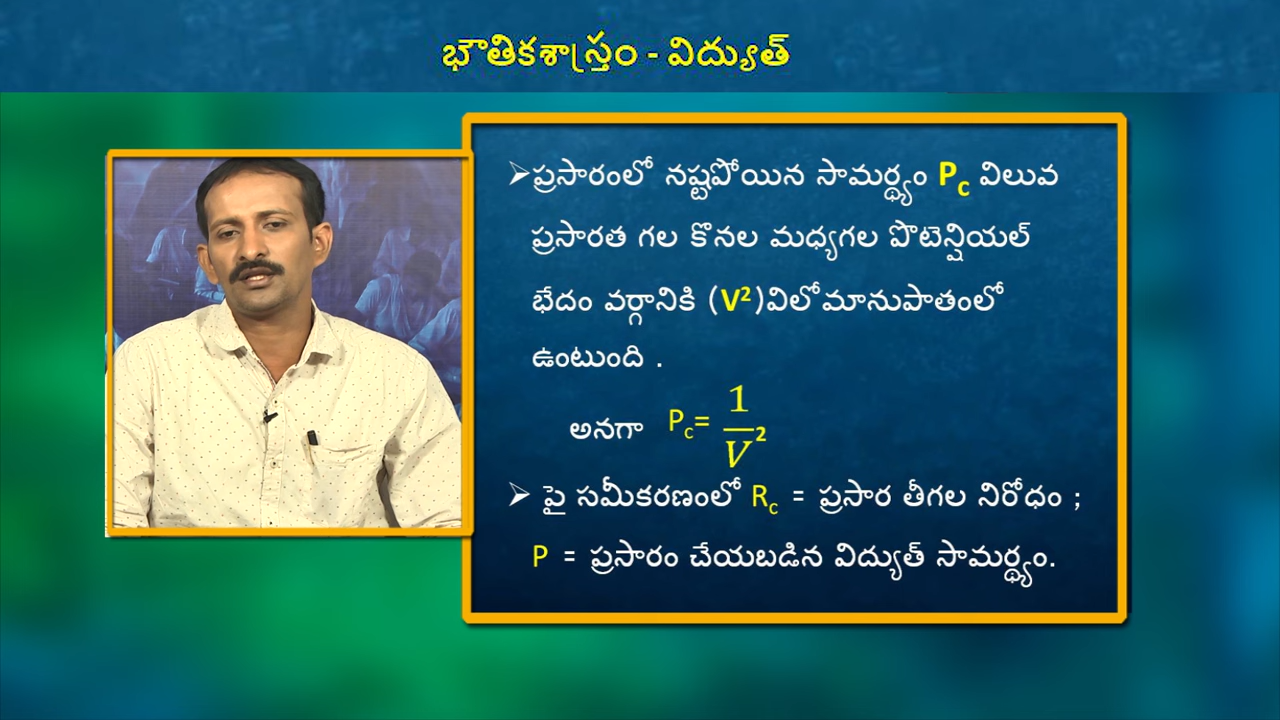 భౌతికశాస్త్రం - విద్యుత్
➢ప్రసారంలో నష్టపోయిన సామర్థ్యం Pc విలువ
ప్రసారత గల కొనల మధ్యగల పొటెన్షియల్
భేదం వర్గానికి (V²)విలోమానుపాతంలో
ఉంటుంది .
అనగా Pc= 1/V²
➢ పై సమీకరణంలో Rc = ప్రసార తీగల నిరోధం ;
P = ప్రసారం చేయబడిన విద్యుత్ సామర్థ్యం.